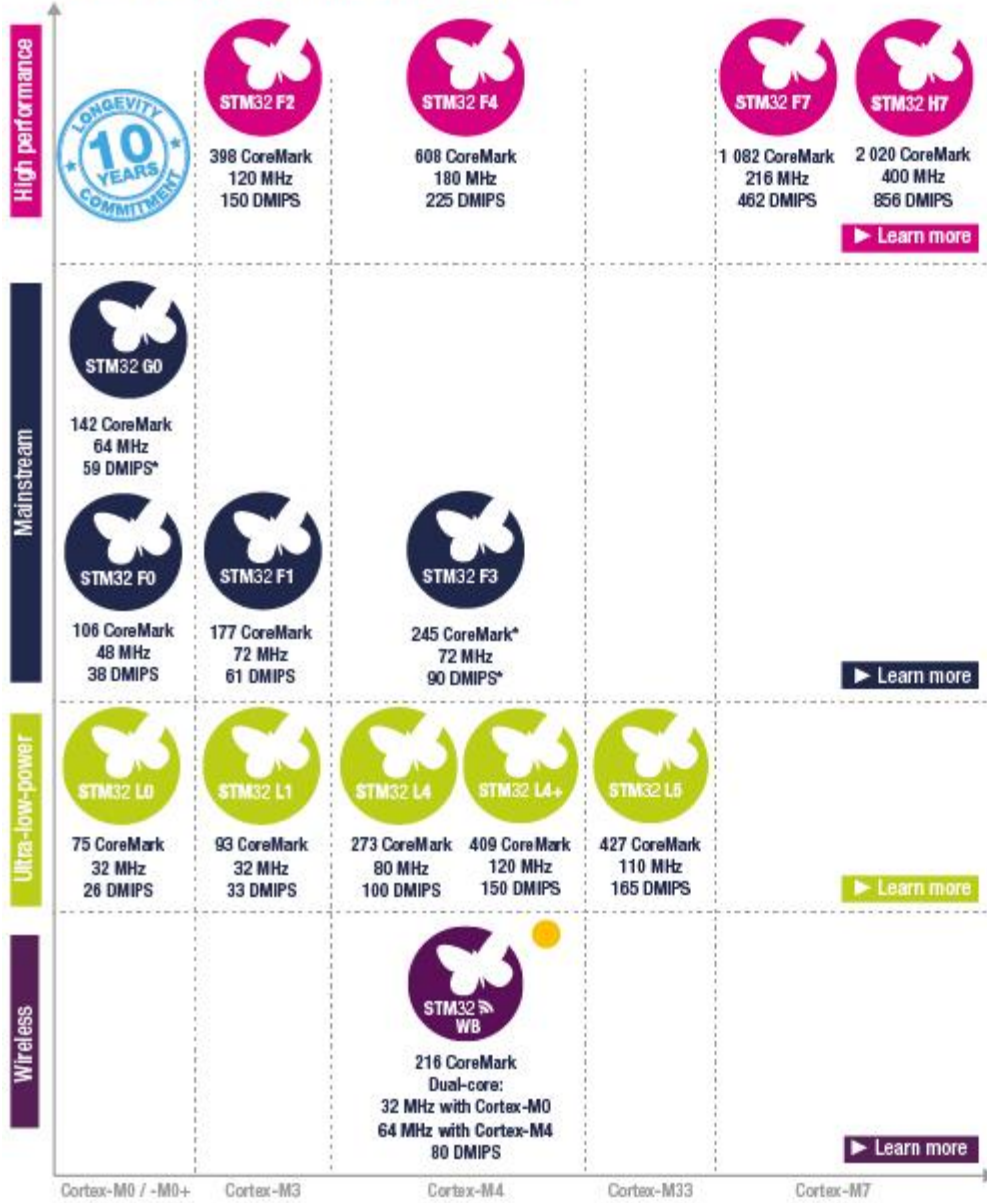 High performance
LONGEVITY
10
YEARS
COMMITMENT
STM32 F2
398 CoreMark
120 MHz
150 DMIPS
STM32 F4
608 CoreMark
180 MHz
225 DMIPS
STM32 F7
1 082 CoreMark
216 MHz
462 DMIPS
STM32 H7
2 020 CoreMark
400 MHz
856 DMIPS
► Learn more
Mainstream
STM32 G0
142 CoreMark
64 MHz
59 DMIPS*
STM32 F0
106 CoreMark
48 MHz
38 DMIPS
STM32 F1
177 CoreMark
72 MHz
61 DMIPS
STM32 F3
245 CoreMark*
72 MHz
90 DMIPS*
► Learn more
Ultra-low-power
STM32 L0
75 CoreMark
32 MHz
26 DMIPS
STM32 L1
93 CoreMark
32 MHz
33 DMIPS
STM32 L4
273 CoreMark
80 MHz
100 DMIPS
STM32 L4+
409 CoreMark
120 MHz
150 DMIPS
STM32 L5
427 CoreMark
110 MHz
165 DMIPS
► Learn more
Wireless
STM32
WB
216 CoreMark
Dual-core:
32 MHz with Cortex-M0
64 MHz with Cortex-M4
80 DMIPS
► Learn more
Cortex-M0 / -M0+
Cortex-M3
Cortex-M4
Cortex-M33
Cortex-M7